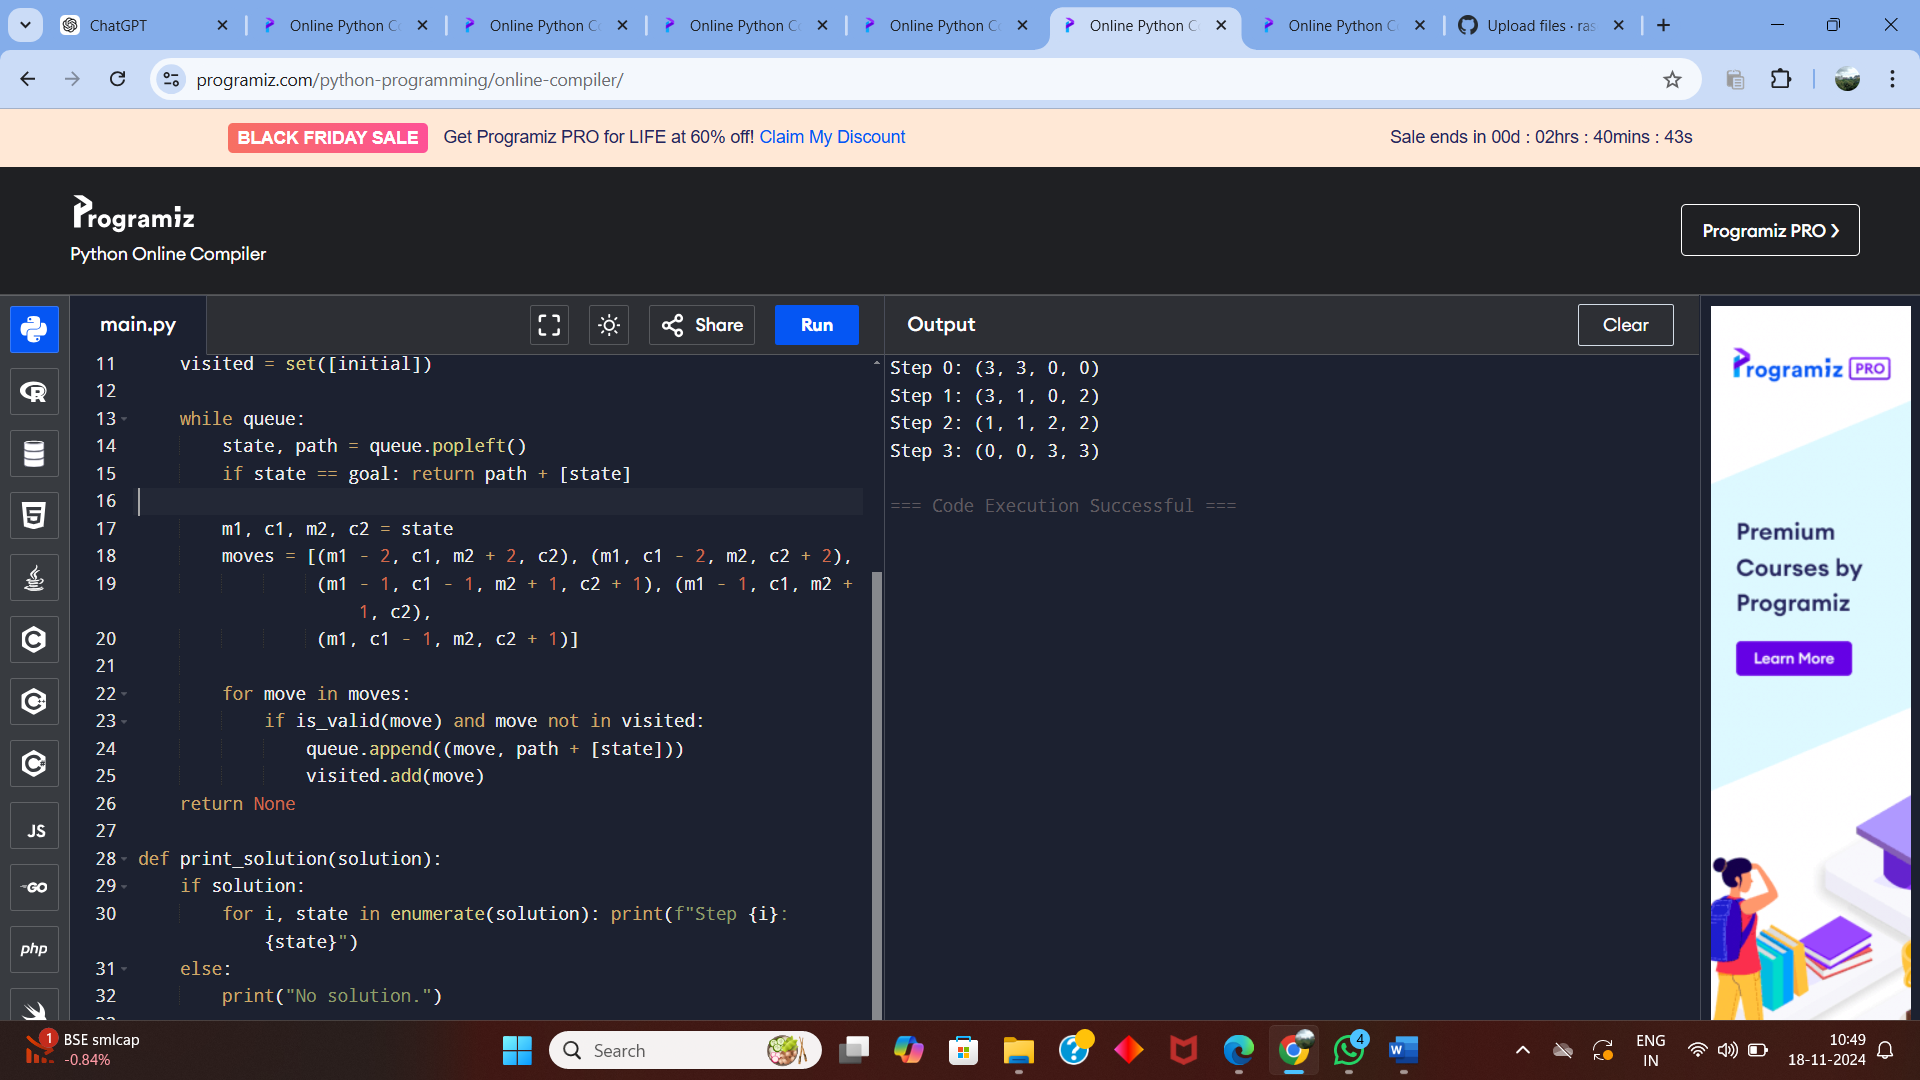 ChatGPT
Online Python C
Online Python C
Online Python C
Online Python C
Online Python C
Online Python C
Upload files · ras
programiz.com/python-programming/online-compiler/
BLACK FRIDAY SALE Get Programiz PRO for LIFE at 60% off! Claim My Discount
Sale ends in 00d : 02hrs : 40mins : 43s
Programiz
Python Online Compiler
Programiz PRO
main.py
Share
Run
11 visited = set([initial])
12
13 while queue:
14 state, path = queue.popleft()
15 if state == goal: return path + [state]
16
17 m1, c1, m2, c2 = state
18 moves = [(m1 - 2, c1, m2 + 2, c2), (m1, c1 - 2, m2, c2 + 2),
19 (m1 - 1, c1 - 1, m2 + 1, c2 + 1), (m1 - 1, c1, m2 +
1, c2),
20 (m1, c1 - 1, m2, c2 + 1)]
21
22 for move in moves:
23 if is_valid(move) and move not in visited:
24 queue.append((move, path + [state]))
25 visited.add(move)
26 return None
27
28 def print_solution(solution):
29 if solution:
30 for i, state in enumerate(solution): print(f"Step {i}:
{state}")
31 else:
32 print("No solution.")
Output
Clear
Step 0: (3, 3, 0, 0)
Step 1: (3, 1, 0, 2)
Step 2: (1, 1, 2, 2)
Step 3: (0, 0, 3, 3)
=== Code Execution Successful ===
Programiz PRO
Premium
Courses by
Programiz
Learn More
JS
GO
php
1
BSE smlcap
-0.84%
Search
4
ENG
IN
10:49
18-11-2024